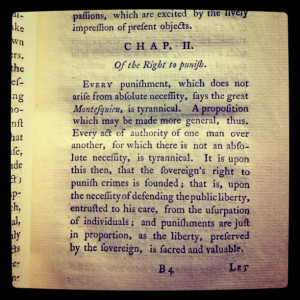 passions, which are excited by the lively
impression of present objects.
CHAP. II.
Of the Right to puniſh.
EVERY puniſhment, which does not
ariſe from abſolute neceſſity, ſays the great
Monteſquieu, is tyrannical. A propoſition
which may be made more general, thus.
Every act of authority of one man over
another, for which there is not an abſo-
lute neceſſity, is tyrannical. It is upon
this then, that the ſovereign's right to
puniſh crimes is founded; that is, upon
the neceſſity of defending the public liberty,
entruſted to his care, from the uſurpation
of individuals; and puniſhments are juſt
in proportion, as the liberty, preſerved
by the ſovereign, is sacred and valuable.
B4 LET